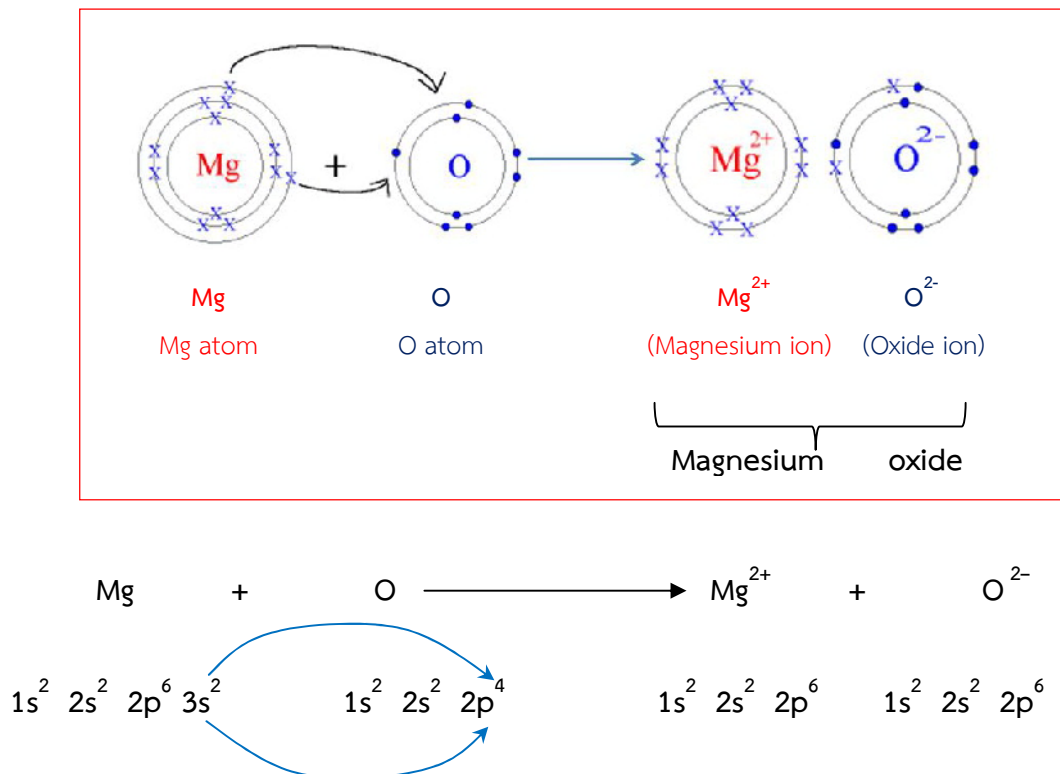 Mg + O Mg²⁺ O²⁻
Mg O Mg²⁺ O²⁻
Mg atom O atom (Magnesium ion) (Oxide ion)
Magnesium oxide
Mg + O Mg²⁺ + O²⁻
1s² 2s² 2p⁶ 3s² 1s² 2s² 2p⁴ 1s² 2s² 2p⁶ 1s² 2s² 2p⁶